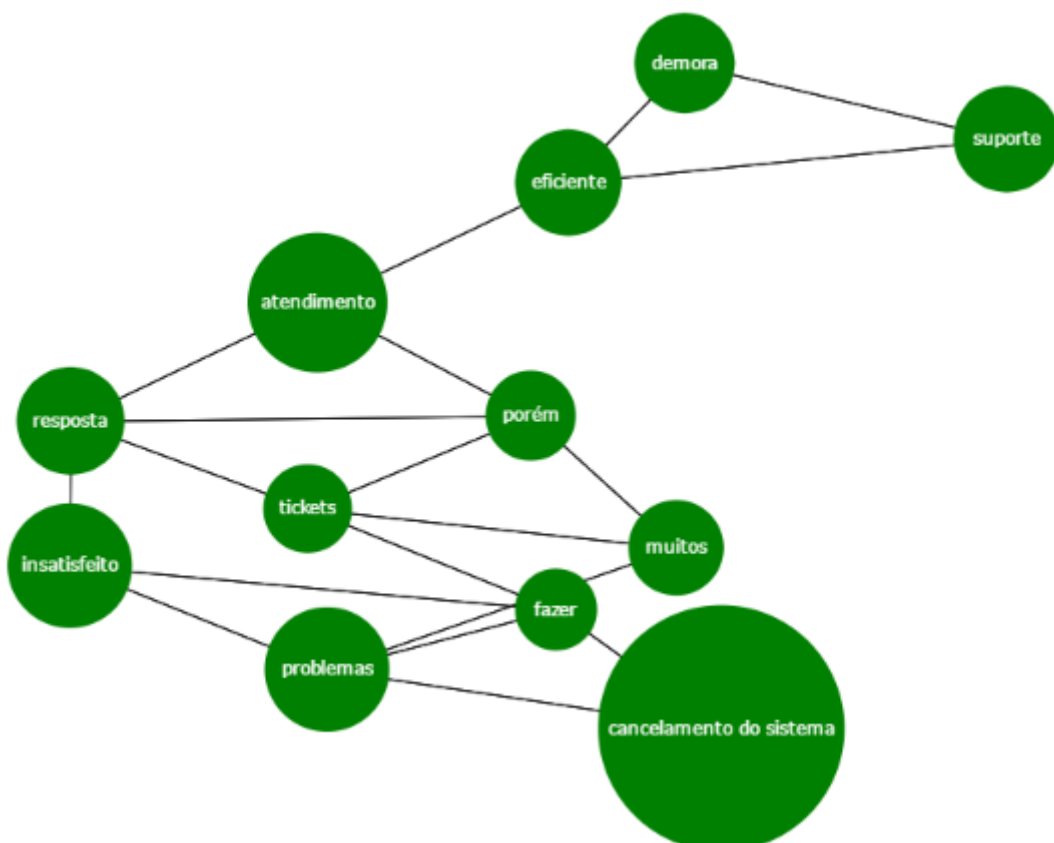 demora
suporte
eficiente
atendimento
resposta
porém
tickets
muitos
insatisfeito
fazer
problemas
cancelamento do sistema